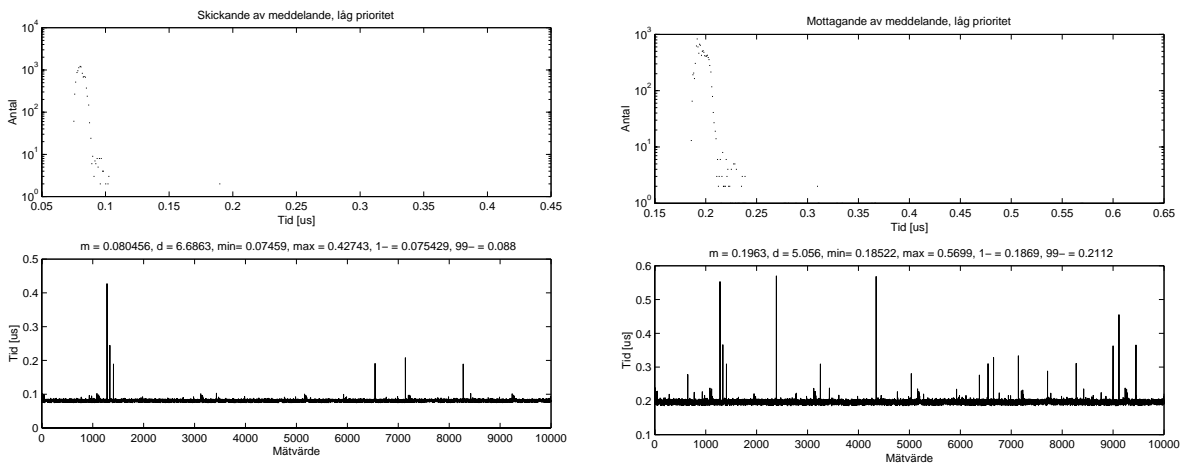 Skickande av meddelande, låg prioritet
10^4
10^3
10^2
10^1
10^0
Antal
0.05 0.1 0.15 0.2 0.25 0.3 0.35 0.4 0.45
Tid [us]
m = 0.080456, d = 6.6863, min= 0.07459, max = 0.42743, 1− = 0.075429, 99− = 0.088
0.5
0.4
0.3
0.2
0.1
0
Tid [us]
0 1000 2000 3000 4000 5000 6000 7000 8000 9000 10000
Mätvärde
Mottagande av meddelande, låg prioritet
10^3
10^2
10^1
10^0
Antal
0.15 0.2 0.25 0.3 0.35 0.4 0.45 0.5 0.55 0.6 0.65
Tid [us]
m = 0.1963, d = 5.056, min= 0.18522, max = 0.5699, 1− = 0.1869, 99− = 0.2112
0.6
0.5
0.4
0.3
0.2
0.1
Tid [us]
0 1000 2000 3000 4000 5000 6000 7000 8000 9000 10000
Mätvärde